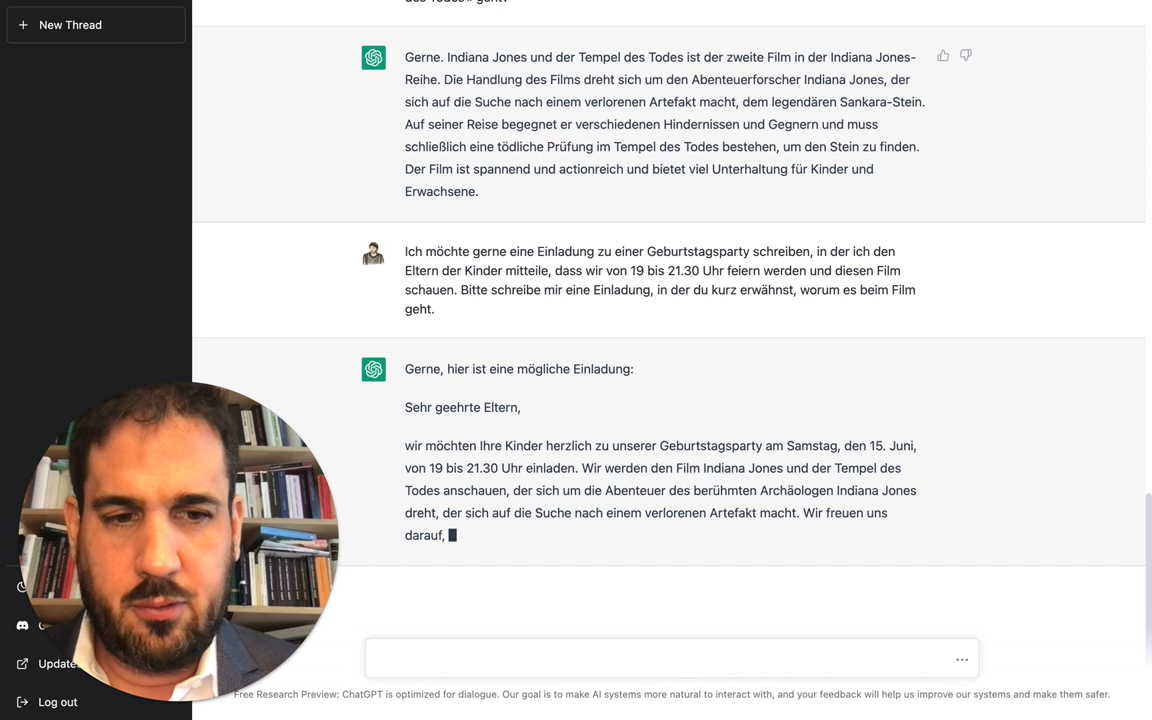 + New Thread
Gerne. Indiana Jones und der Tempel des Todes ist der zweite Film in der Indiana Jones-
Reihe. Die Handlung des Films dreht sich um den Abenteuerforscher Indiana Jones, der
sich auf die Suche nach einem verlorenen Artefakt macht, dem legendären Sankara-Stein.
Auf seiner Reise begegnet er verschiedenen Hindernissen und Gegnern und muss
schließlich eine tödliche Prüfung im Tempel des Todes bestehen, um den Stein zu finden.
Der Film ist spannend und actionreich und bietet viel Unterhaltung für Kinder und
Erwachsene.
Ich möchte gerne eine Einladung zu einer Geburtstagsparty schreiben, in der ich den
Eltern der Kinder mitteile, dass wir von 19 bis 21.30 Uhr feiern werden und diesen Film
schauen. Bitte schreibe mir eine Einladung, in der du kurz erwähnst, worum es beim Film
geht.
Gerne, hier ist eine mögliche Einladung:
Sehr geehrte Eltern,
wir möchten Ihre Kinder herzlich zu unserer Geburtstagsparty am Samstag, den 15. Juni,
von 19 bis 21.30 Uhr einladen. Wir werden den Film Indiana Jones und der Tempel des
Todes anschauen, der sich um die Abenteuer des berühmten Archäologen Indiana Jones
dreht, der sich auf die Suche nach einem verlorenen Artefakt macht. Wir freuen uns
darauf,
Log out
Free Research Preview: ChatGPT is optimized for dialogue. Our goal is to make AI systems more natural to interact with, and your feedback will help us improve our systems and make them safer.